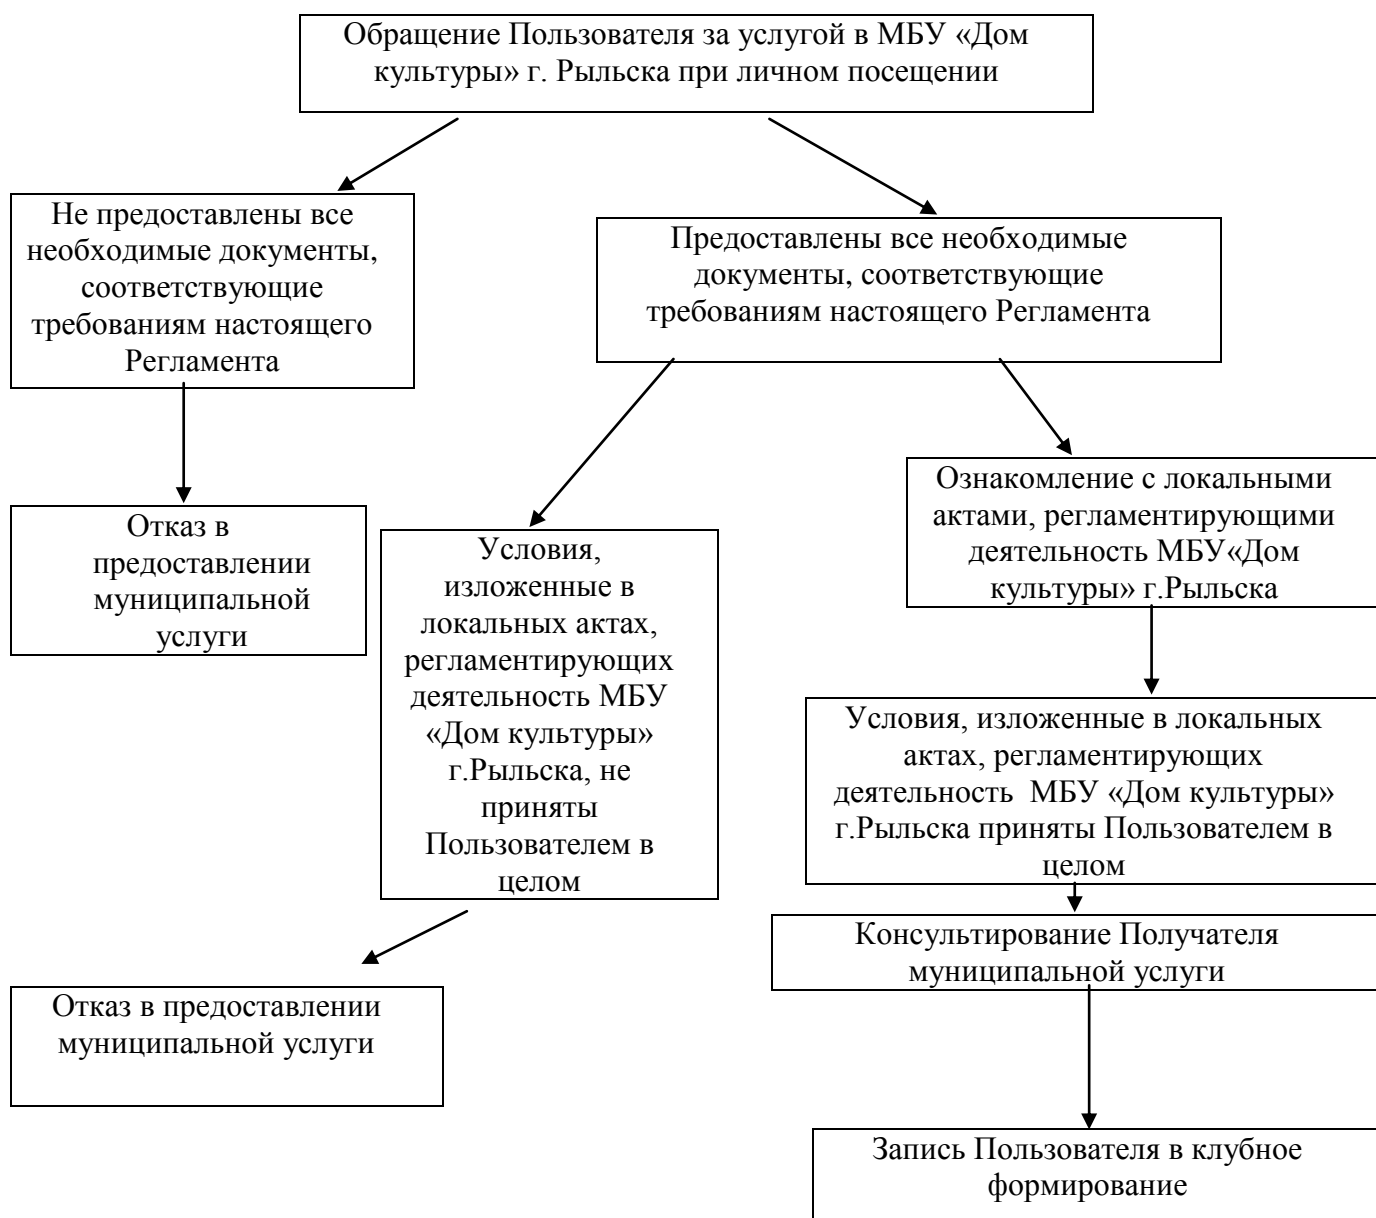 Обращение Пользователя за услугой в МБУ «Дом
культуры» г. Рыльска при личном посещении
Не предоставлены все
необходимые документы,
соответствующие
требованиям настоящего
Регламента
Предоставлены все необходимые
документы, соответствующие
требованиям настоящего Регламента
Отказ в
предоставлении
муниципальной
услуги
Условия,
изложенные в
локальных актах,
регламентирующих
деятельность МБУ
«Дом культуры»
г.Рыльска, не
приняты
Пользователем в
целом
Ознакомление с локальными
актами, регламентирующими
деятельность МБУ«Дом
культуры» г.Рыльска
Условия, изложенные в локальных
актах, регламентирующих
деятельность  МБУ «Дом культуры»
г.Рыльска приняты Пользователем в
целом
Консультирование Получателя
муниципальной услуги
Отказ в предоставлении
муниципальной услуги
Запись Пользователя в клубное
формирование